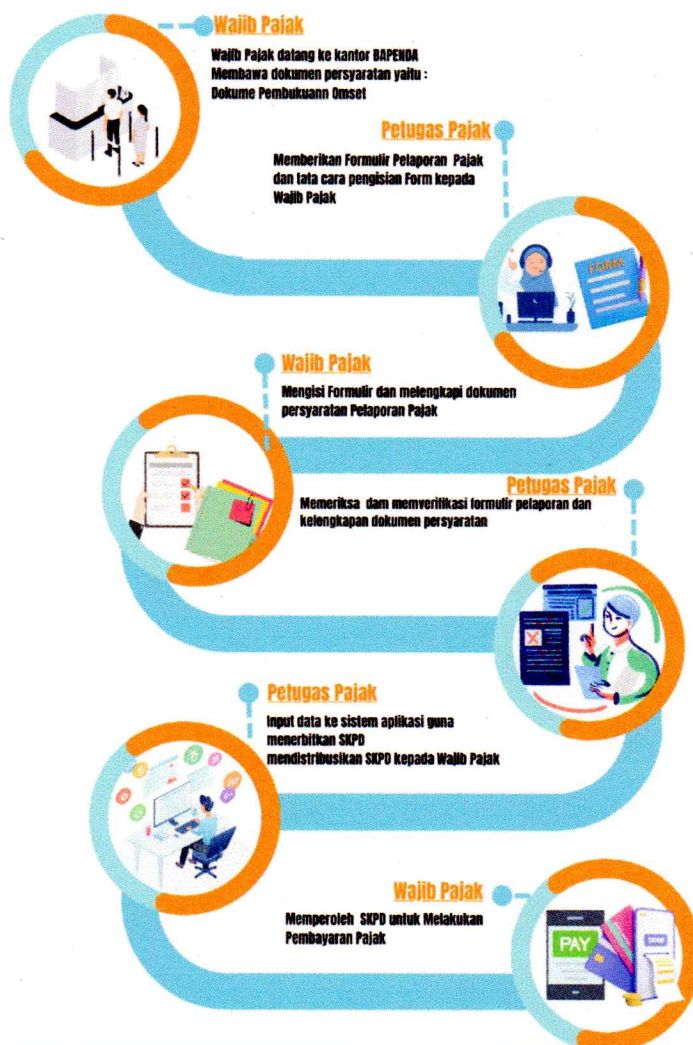 Wajib Pajak
Wajib Pajak datang ke kantor BAPENDA
Membawa dokumen persyaratan yaitu :
Dokume Pembukuann Omset
Petugas Pajak
Memberikan Formulir Pelaporan Pajak
dan tata cara pengisian Form kepada
Wajib Pajak
FORM
Wajib Pajak
Mengisi Formulir dan melengkapi dokumen
persyaratan Pelaporan Pajak
Petugas Pajak
Memeriksa dam memverifikasi formulir pelaporan dan
kelengkapan dokumen persyaratan
Petugas Pajak
Input data ke sistem aplikasi guna
menerbitkan SKPD
mendistribusikan SKPD kepada Wajib Pajak
Wajib Pajak
Memperoleh SKPD untuk Melakukan
Pembayaran Pajak
PAY